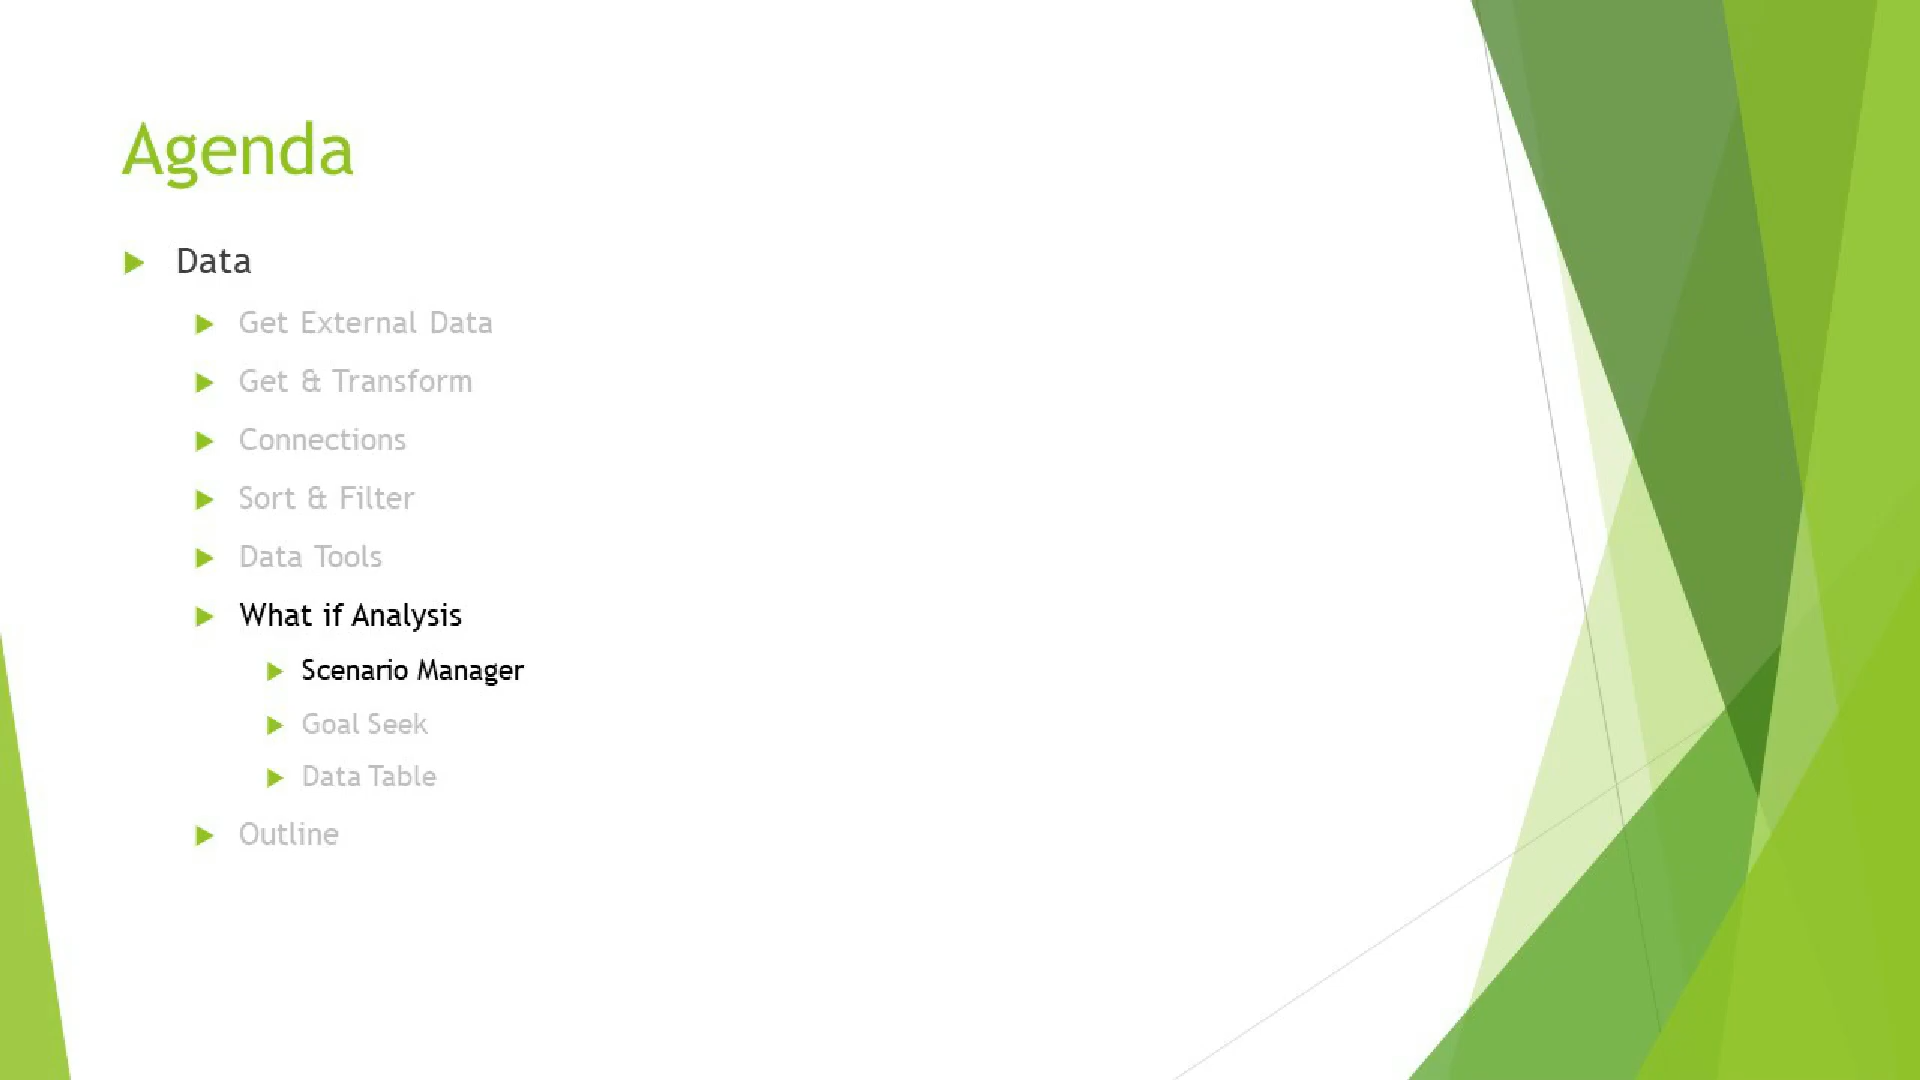 Agenda
Data
Get External Data
Get & Transform
Connections
Sort & Filter
Data Tools
What if Analysis
Scenario Manager
Goal Seek
Data Table
Outline